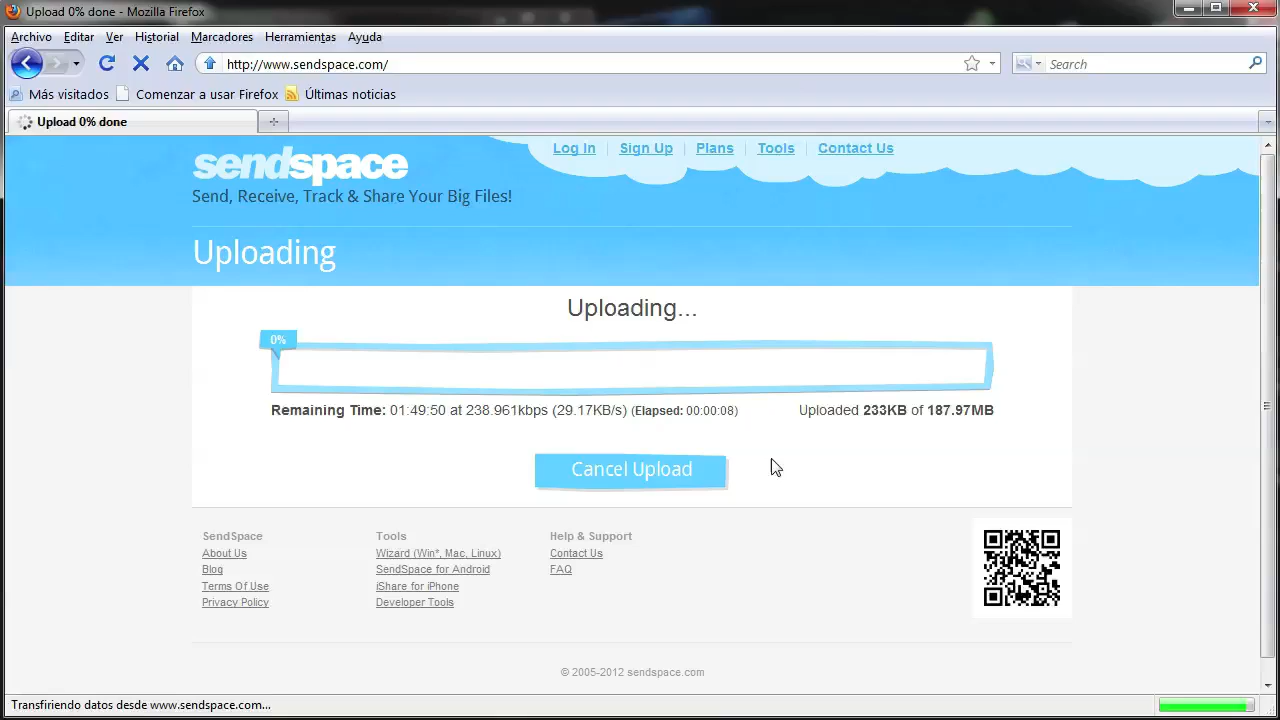 Upload 0% done - Mozilla Firefox
Archivo Editar Ver Historial Marcadores Herramientas Ayuda
http://www.sendspace.com/
Search
Más visitados Comenzar a usar Firefox Últimas noticias
Upload 0% done
sendspace
Log In Sign Up Plans Tools Contact Us
Send, Receive, Track & Share Your Big Files!
Uploading
Uploading...
0%
Remaining Time: 01:49:50 at 238.961kbps (29.17KB/s) (Elapsed: 00:00:08) Uploaded 233KB of 187.97MB
Cancel Upload
SendSpace Tools Help & Support
About Us Wizard (Win*, Mac, Linux) Contact Us
Blog SendSpace for Android FAQ
Terms Of Use iShare for iPhone
Privacy Policy Developer Tools
© 2005-2012 sendspace.com
Transfiriendo datos desde www.sendspace.com...